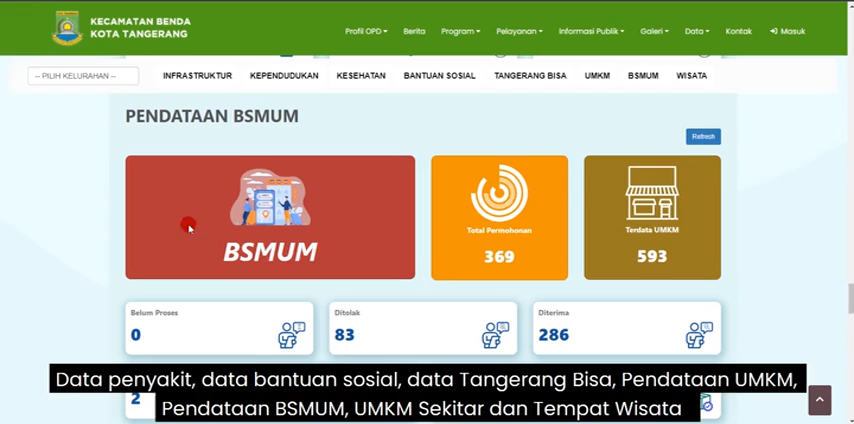 KECAMATAN BENDA
KOTA TANGERANG
Profil OPD
Berita
Program
Pelayanan
Informasi Publik
Galeri
Data
Kontak
Masuk
-- PILIH KELURAHAN --
INFRASTRUKTUR
KEPENDUDUKAN
KESEHATAN
BANTUAN SOSIAL
TANGERANG BISA
UMKM
BSMUM
WISATA
PENDATAAN BSMUM
Refresh
BSMUM
Total Permohonan
369
Terdata UMKM
593
Belum Proses
0
Ditolak
83
Diterima
286
2
Data penyakit, data bantuan sosial, data Tangerang Bisa, Pendataan UMKM,
Pendataan BSMUM, UMKM Sekitar dan Tempat Wisata